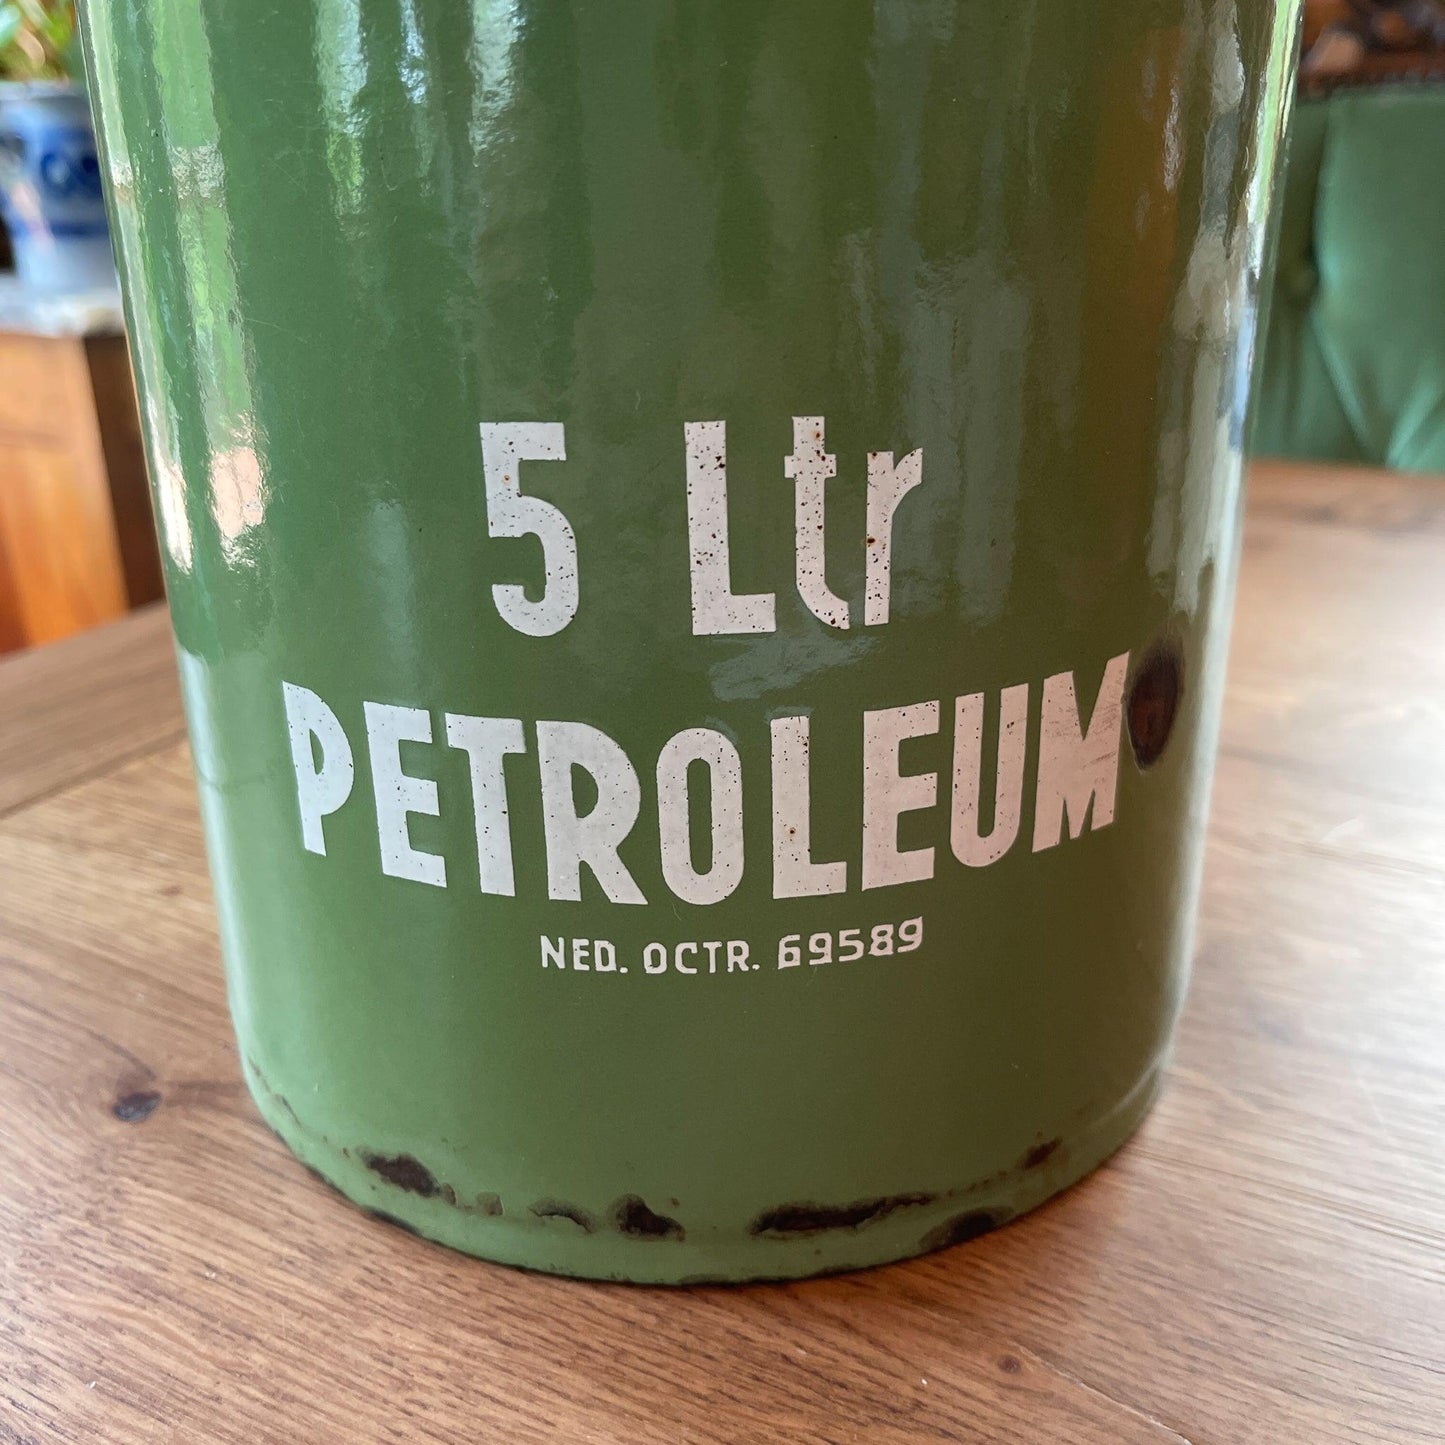 5 Ltr
PETROLEUM
NED. OCTR. 69589